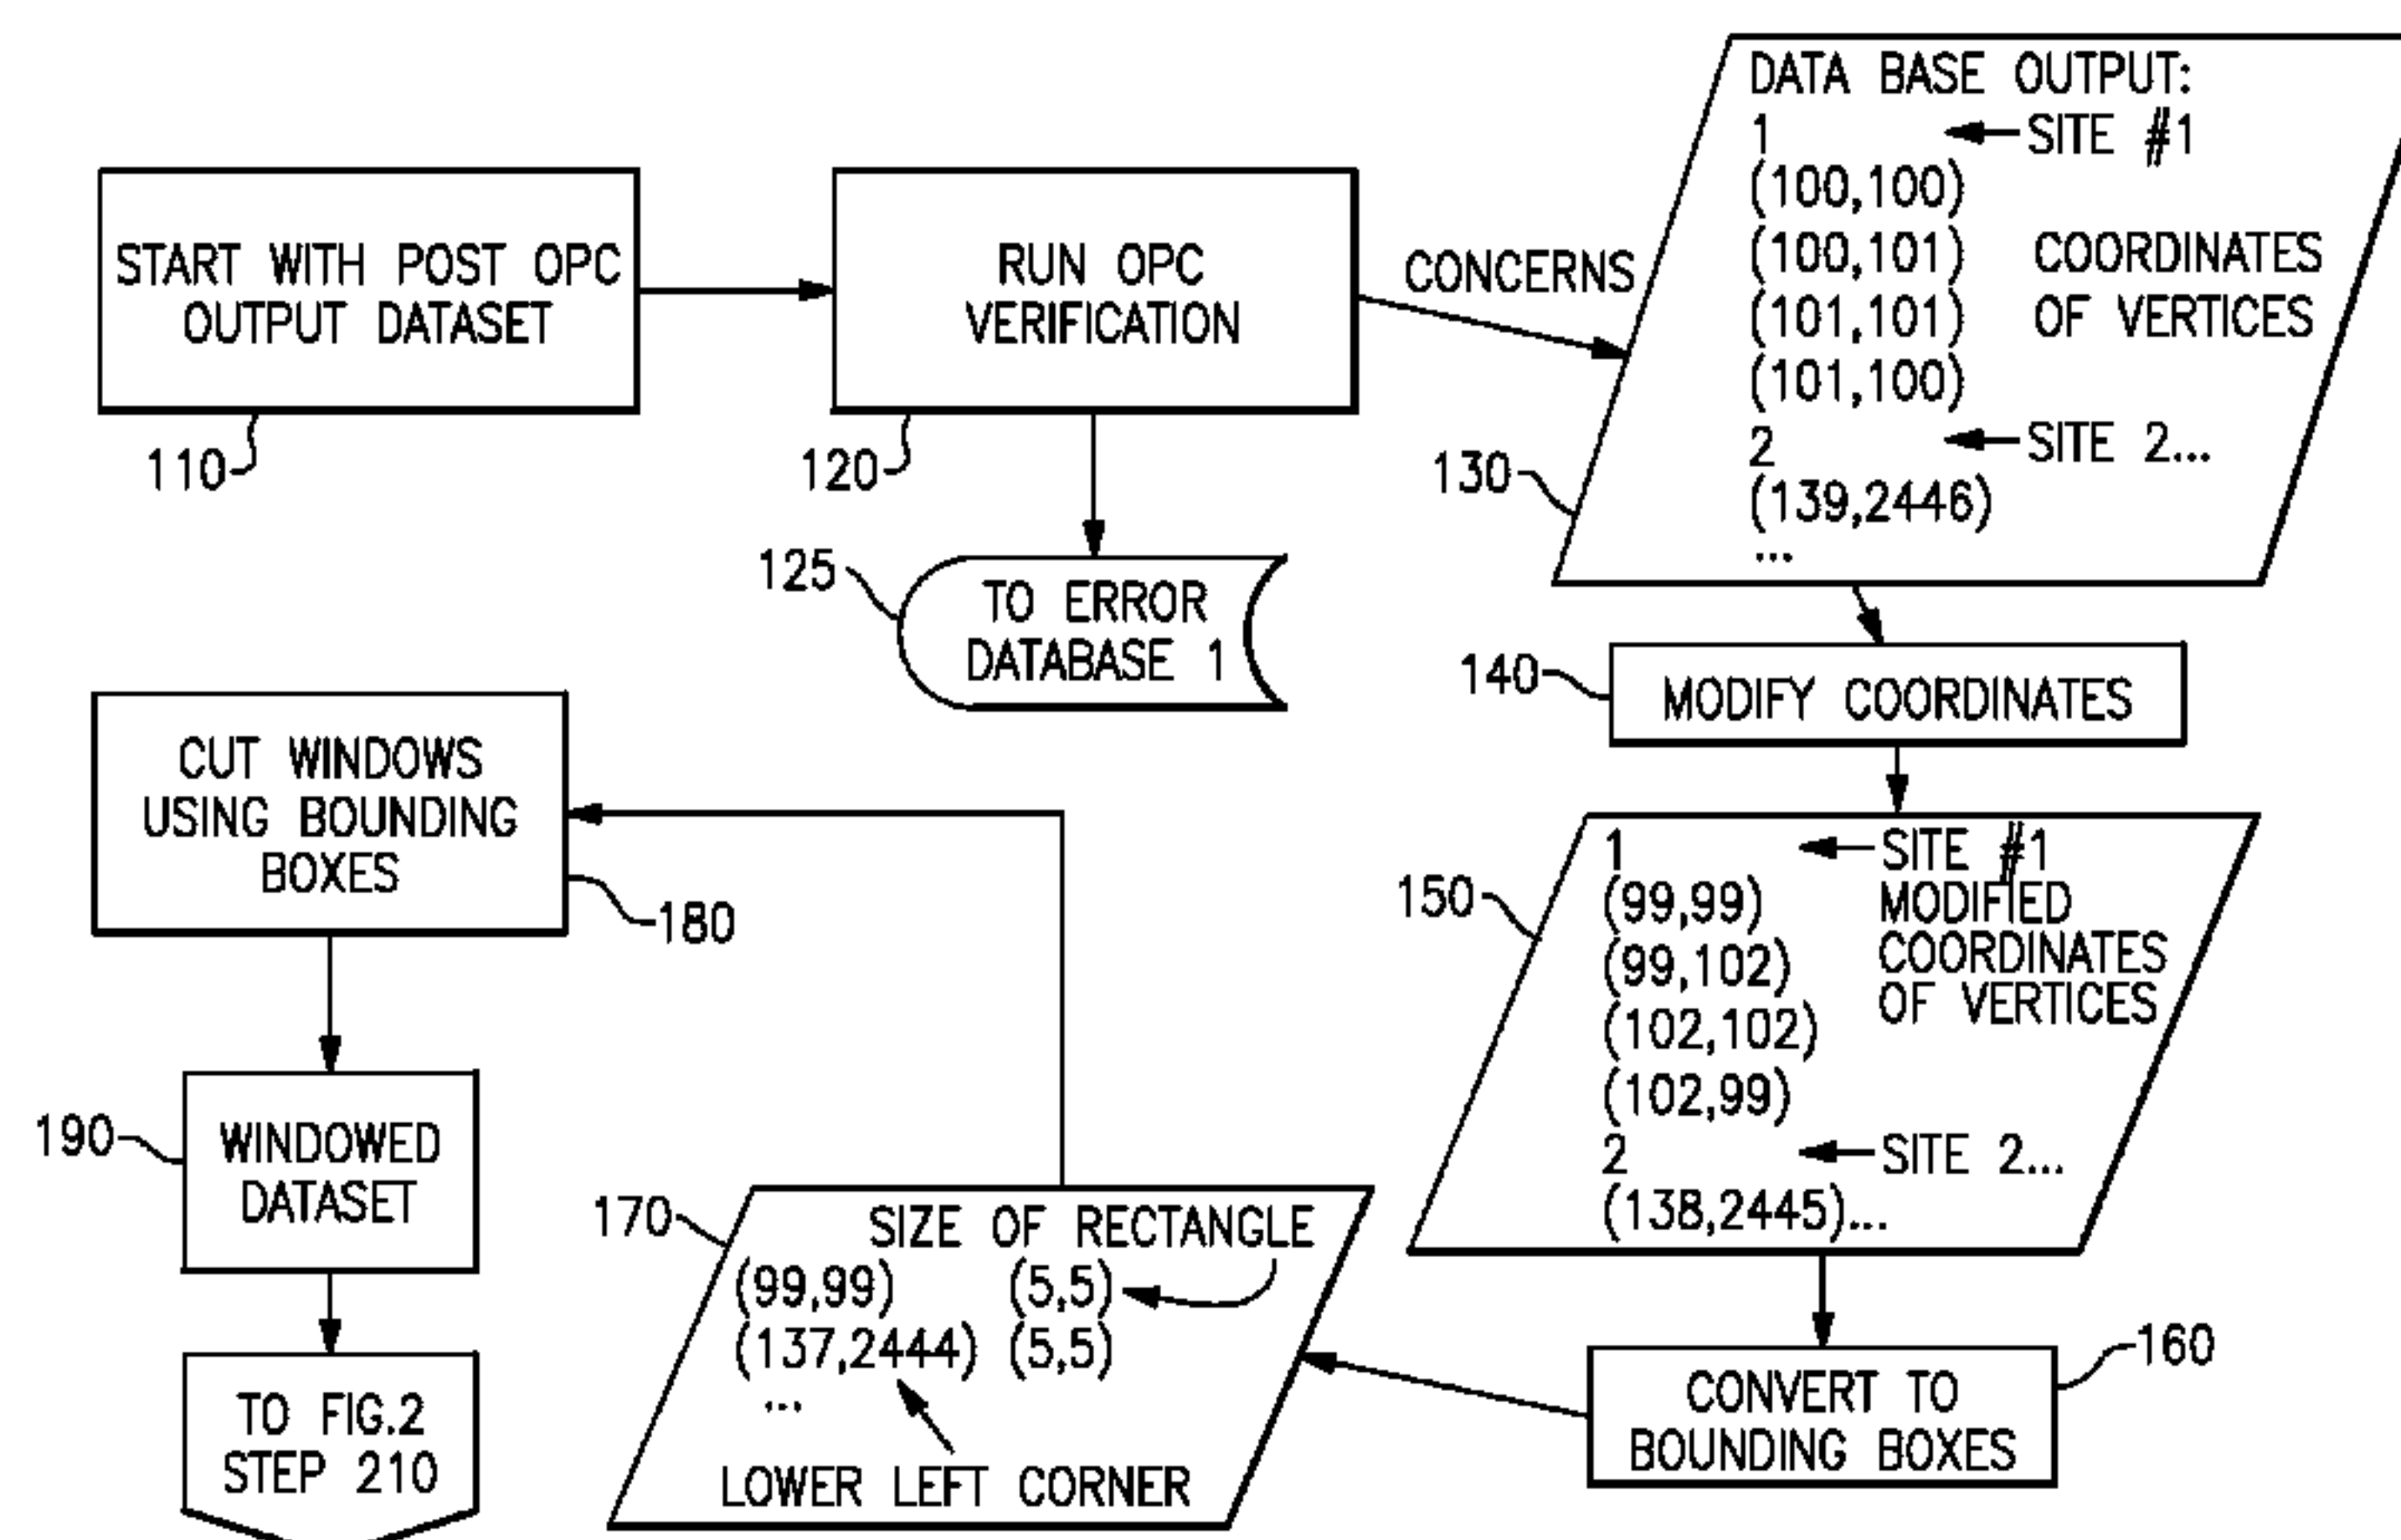 START WITH POST OPC
OUTPUT DATASET
110
RUN OPC
VERIFICATION
120
CONCERNS
TO ERROR
DATABASE 1
125
DATA BASE OUTPUT:
1 SITE #1
(100,100)
(100,101) COORDINATES
(101,101) OF VERTICES
(101,100)
2 SITE 2...
(139,2446)
...
130
MODIFY COORDINATES
140
1 SITE #1
(99,99) MODIFIED
(99,102) COORDINATES
(102,102) OF VERTICES
(102,99)
2 SITE 2...
(138,2445)...
150
CONVERT TO
BOUNDING BOXES
160
SIZE OF RECTANGLE
(99,99) (5,5)
(137,2444) (5,5)
...
LOWER LEFT CORNER
170
CUT WINDOWS
USING BOUNDING
BOXES
180
WINDOWED
DATASET
190
TO FIG.2
STEP 210